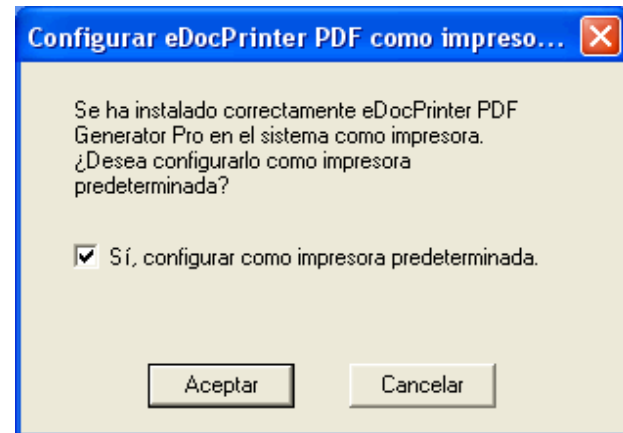 Configurar eDocPrinter PDF como impreso...
Se ha instalado correctamente eDocPrinter PDF
Generator Pro en el sistema como impresora.
¿Desea configurarlo como impresora
predeterminada?
Sí, configurar como impresora predeterminada.
Aceptar
Cancelar